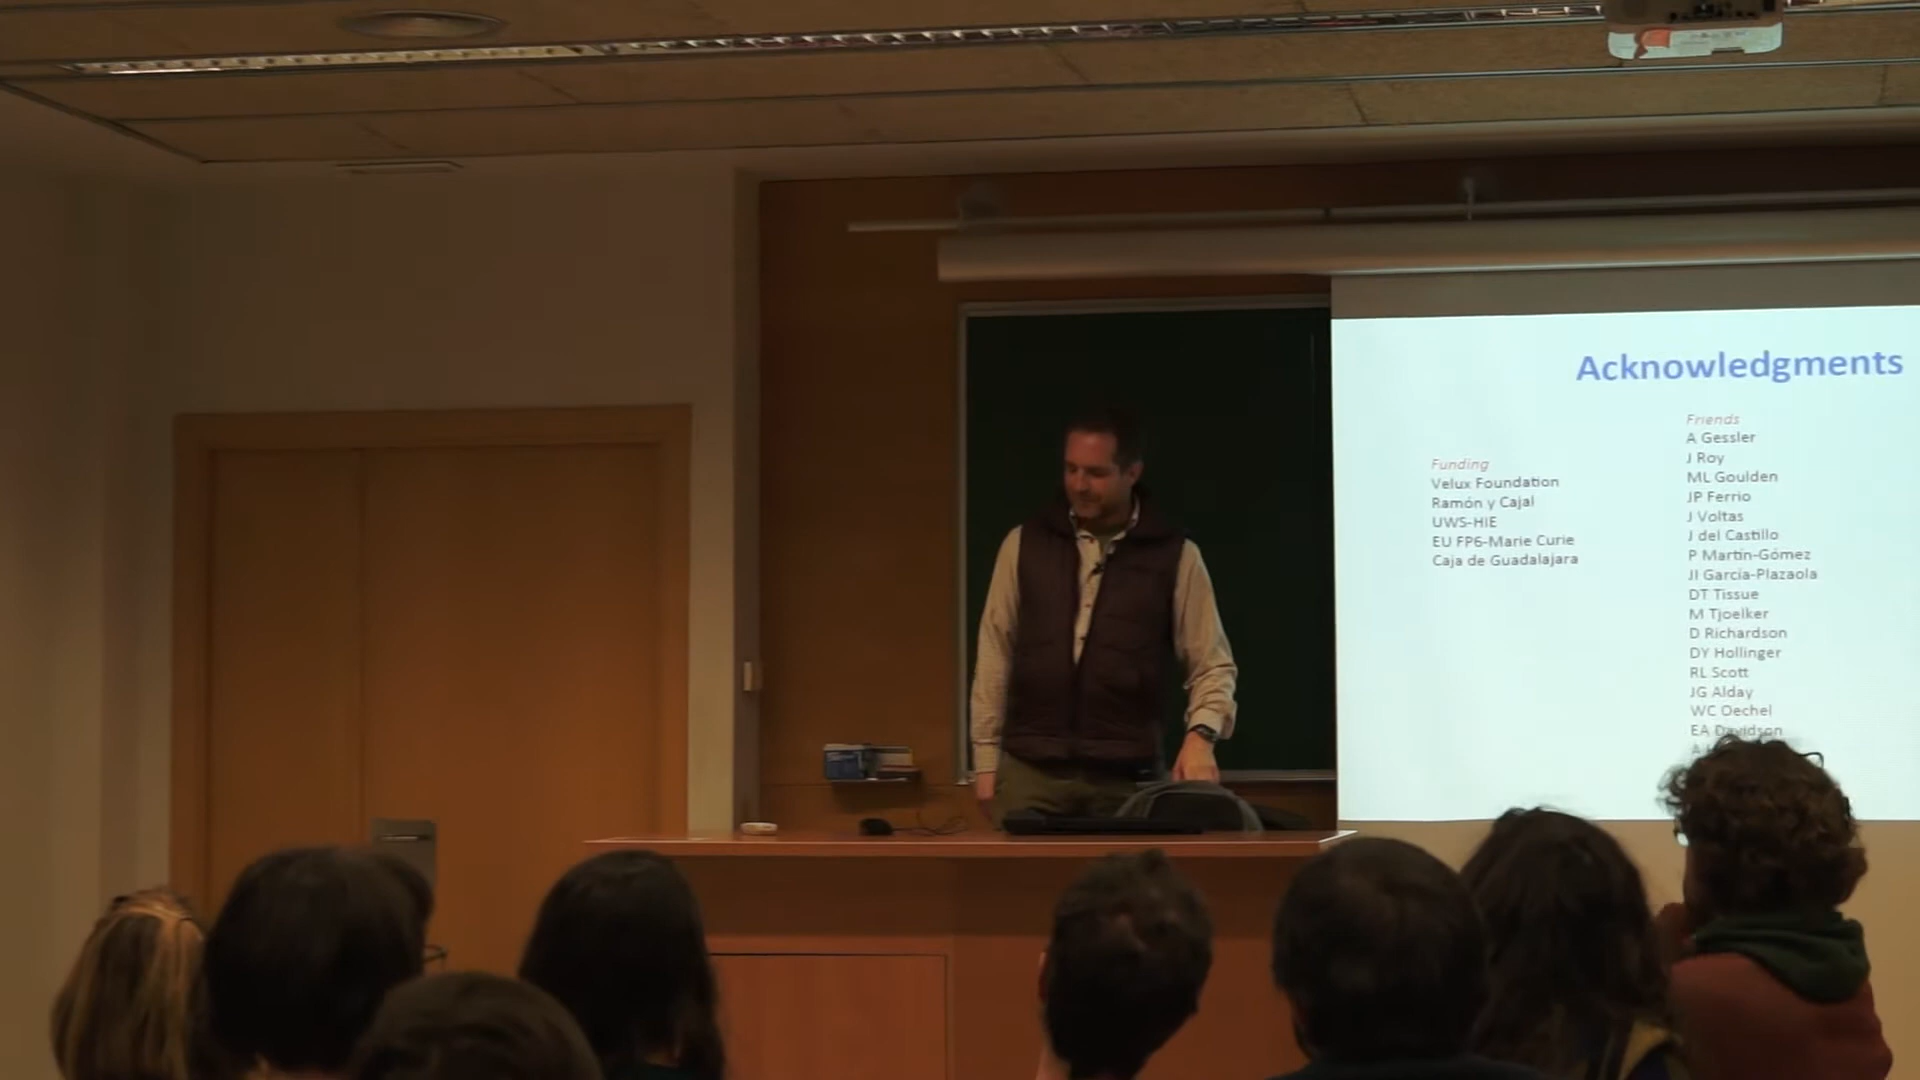 Acknowledgments
Funding
Velux Foundation
Ramón y Cajal
UWS-HIE
EU FP6-Marie Curie
Caja de Guadalajara
Friends
A Gessler
J Roy
ML Goulden
JP Ferrio
J Voltas
J del Castillo
P Martín-Gómez
JI García-Plazaola
DT Tissue
M Tjoelker
D Richardson
DY Hollinger
RL Scott
JG Alday
WC Oechel
EA Davidson
A